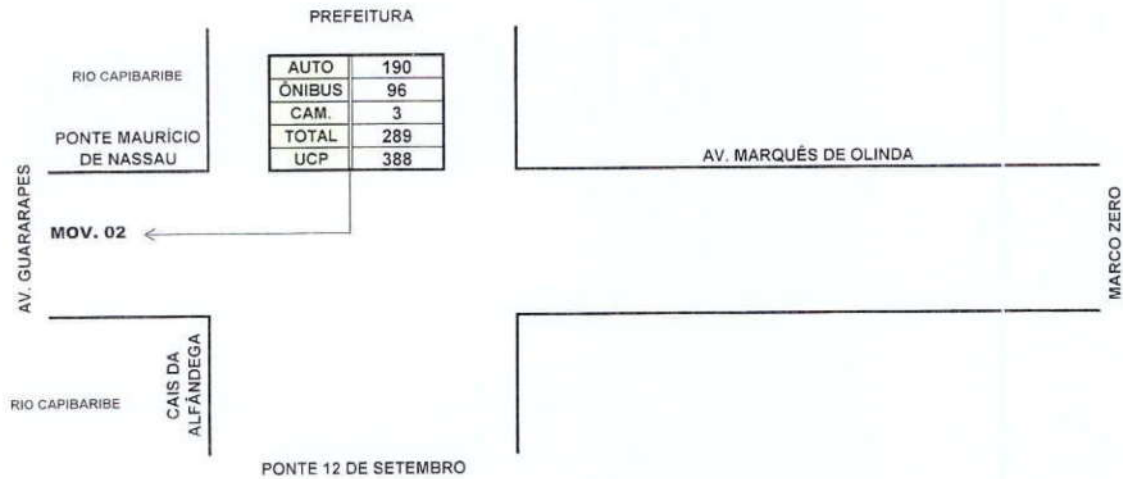 PREFEITURA
RIO CAPIBARIBE
AUTO 190
ÔNIBUS 96
CAM. 3
TOTAL 289
UCP 388
PONTE MAURÍCIO
DE NASSAU
AV. MARQUÊS DE OLINDA
AV. GUARARAPES
MOV. 02
MARCO ZERO
CAIS DA
ALFÂNDEGA
RIO CAPIBARIBE
PONTE 12 DE SETEMBRO